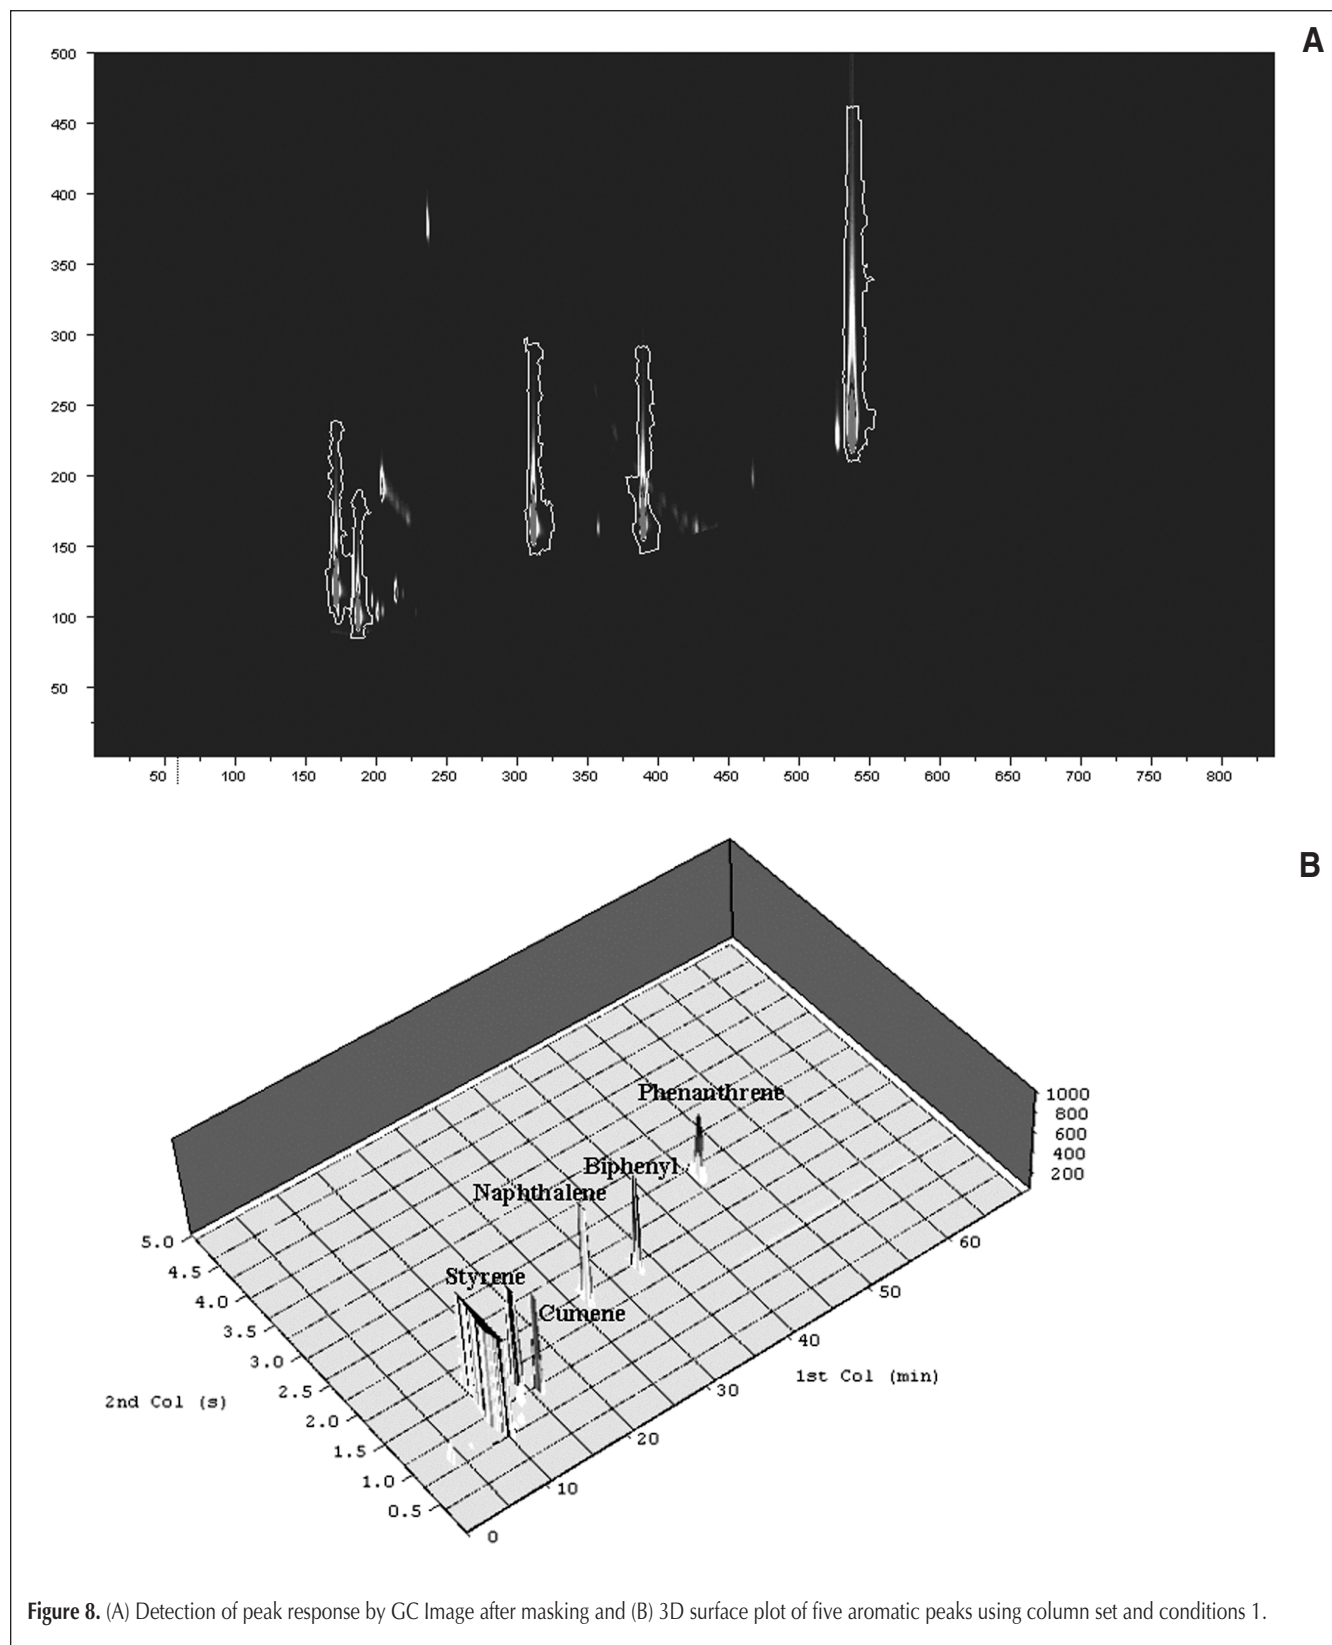 A
500
450
400
350
300
250
200
150
100
50
50 100 150 200 250 300 350 400 450 500 550 600 650 700 750 800
B
Phenanthrene
1000
800
600
400
200
Biphenyl
Naphthalene
60
5.0
4.5
Styrene
50
4.0
Cumene
3.5
40
3.0
1st Col (min)
2.5
30
2nd Col (s)
2.0
20
1.5
1.0
10
0.5
0
Figure 8. (A) Detection of peak response by GC Image after masking and (B) 3D surface plot of five aromatic peaks using column set and conditions 1.